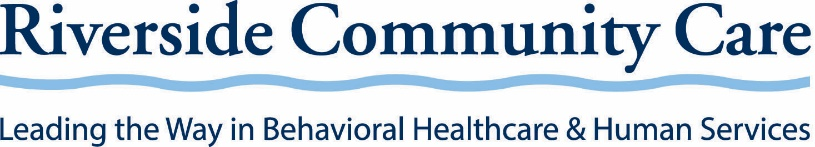 Riverside Community Care
Leading the Way in Behavioral Healthcare & Human Services